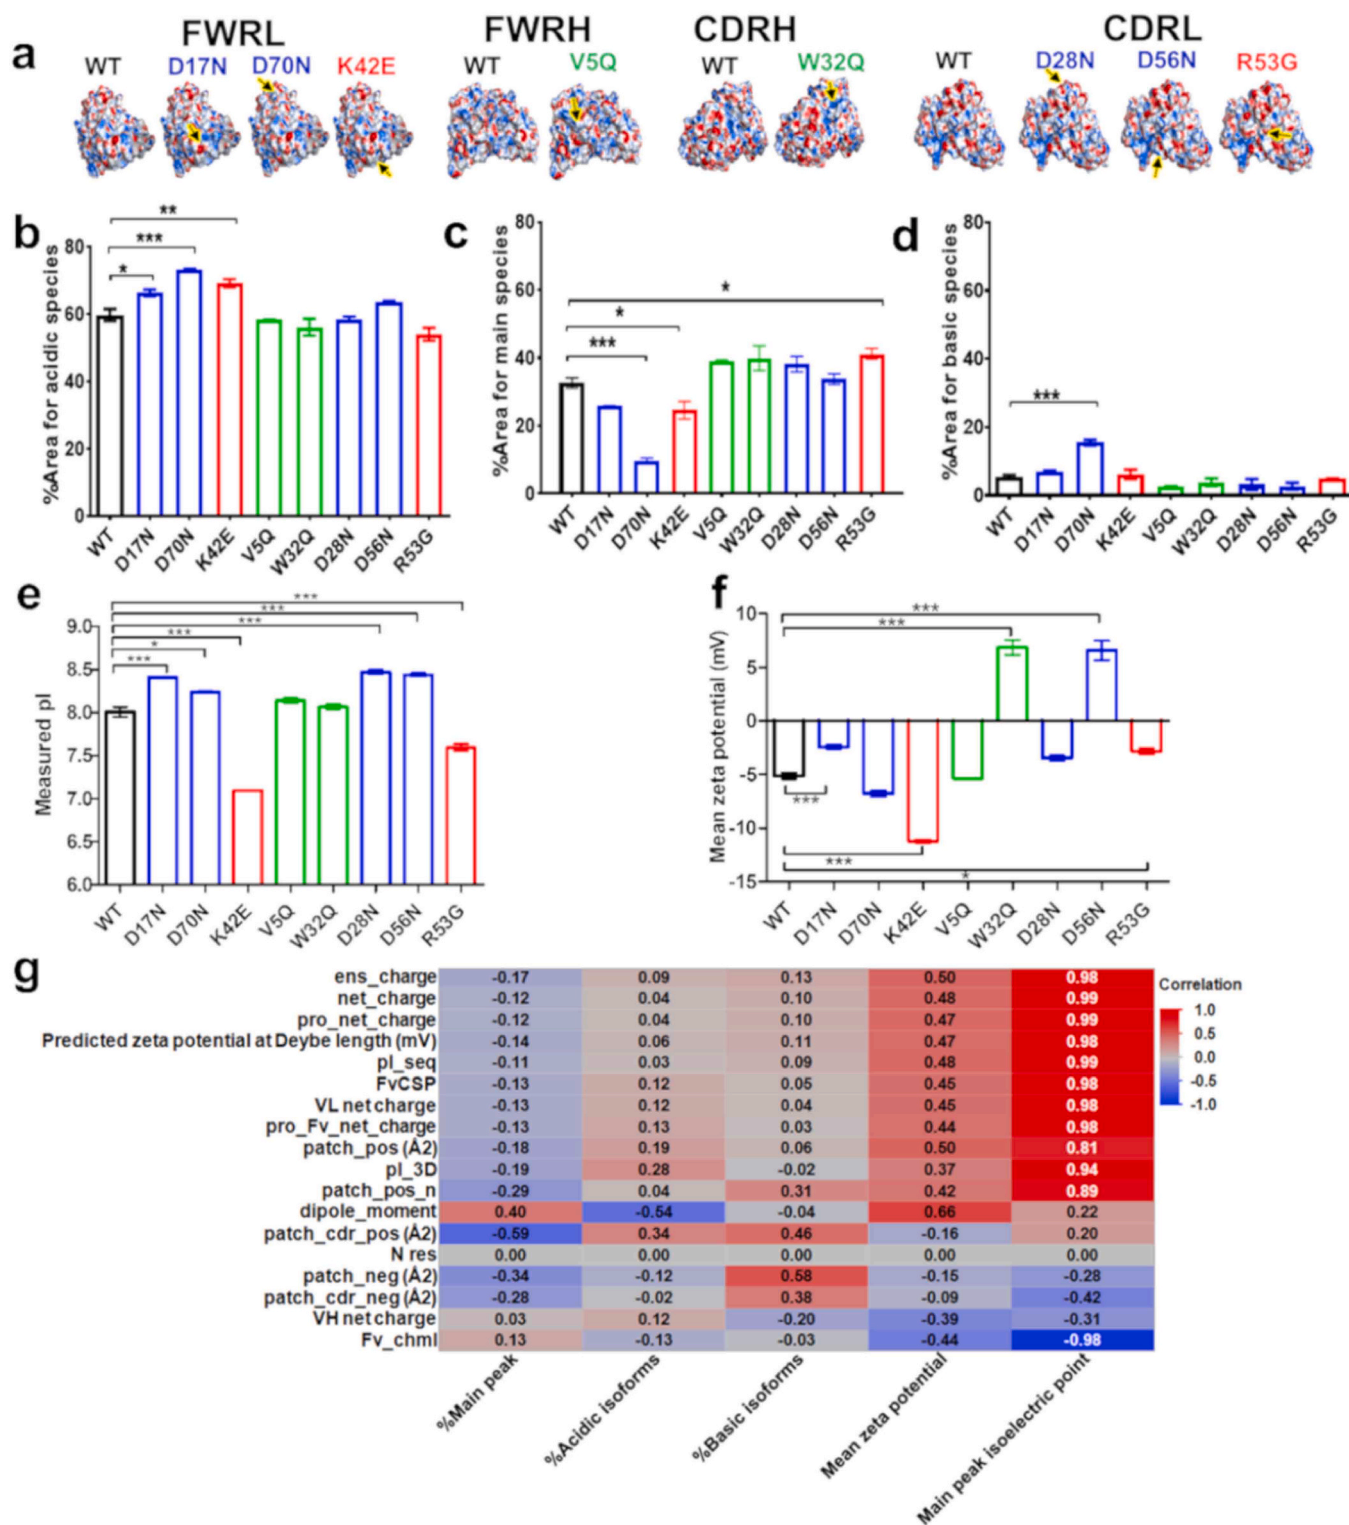 a
FWRL FWRH CDRH CDRL
WT D17N D70N K42E WT V5Q WT W32Q WT D28N D56N R53G
b
%Area for acidic species
80
60
40
20
0
*
***
**
WT D17N D70N K42E V5Q W32Q D28N D56N R53G
c
%Area for main species
80
60
40
20
0
*
*
***
WT D17N D70N K42E V5Q W32Q D28N D56N R53G
d
%Area for basic species
80
60
40
20
0
***
WT D17N D70N K42E V5Q W32Q D28N D56N R53G
e
Measured pI
9.0
8.5
8.0
7.5
7.0
6.5
6.0
***
***
***
***
*
***
WT D17N D70N K42E V5Q W32Q D28N D56N R53G
f
Mean zeta potential (mV)
10
5
0
-5
-10
-15
***
***
***
***
*
WT D17N D70N K42E V5Q W32Q D28N D56N R53G
g
ens_charge -0.17 0.09 0.13 0.50 0.98
net_charge -0.12 0.04 0.10 0.48 0.99
pro_net_charge -0.12 0.04 0.10 0.47 0.99
Predicted zeta potential at Deybe length (mV) -0.14 0.06 0.11 0.47 0.98
pI_seq -0.11 0.03 0.09 0.48 0.99
FvCSP -0.13 0.12 0.05 0.45 0.98
VL net charge -0.13 0.12 0.04 0.45 0.98
pro_Fv_net_charge -0.13 0.13 0.03 0.44 0.98
patch_pos (Å2) -0.18 0.19 0.06 0.50 0.81
pI_3D -0.19 0.28 -0.02 0.37 0.94
patch_pos_n -0.29 0.04 0.31 0.42 0.89
dipole_moment 0.40 -0.54 -0.04 0.66 0.22
patch_cdr_pos (Å2) -0.59 0.34 0.46 -0.16 0.20
N res 0.00 0.00 0.00 0.00 0.00
patch_neg (Å2) -0.34 -0.12 0.58 -0.15 -0.28
patch_cdr_neg (Å2) -0.28 -0.02 0.38 -0.09 -0.42
VH net charge 0.03 0.12 -0.20 -0.39 -0.31
Fv_chml 0.13 -0.13 -0.03 -0.44 -0.98
%Main peak
%Acidic isoforms
%Basic isoforms
Mean zeta potential
Main peak isoelectric point
Correlation
1.0
0.5
0.0
-0.5
-1.0